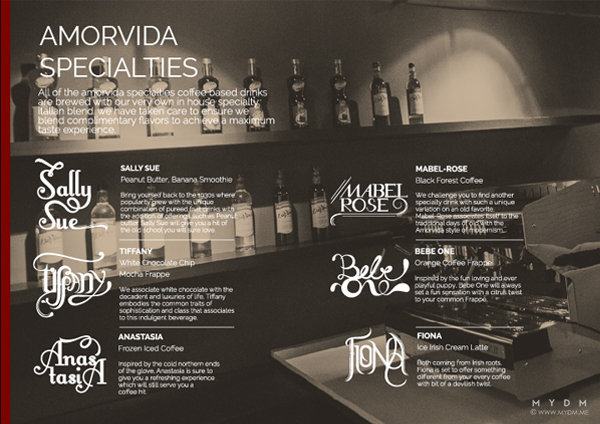 AMORVIDA
SPECIALTIES
All of the amorvida specialties coffee based drinks
are brewed with our very own in house specialty,
italian blend, we have taken care to ensure we
blend complimentary flavors to achieve a maximum
taste experience.
Sally
Sue
SALLY SUE
Peanut Butter, Banana Smoothie
Bring yourself back to the 1930s where
popularity grew with the unique
combination of pureed fruit drinks with
the addition of offerings such as Peanut
butter. Sally Sue will give you a hit of
the old school you will sure love.
Tiffany
TIFFANY
White Chocolate Chip
Mocha Frappe
We associate white chocolate with the
decadent and luxuries of life. Tiffany
embodies the common traits of
sophistication and class that associates
to this indulgent beverage.
Anas
tasiA
ANASTASIA
Frozen Iced Coffee
Inspired by the cold northern ends
of the glove, Anastasia is sure to
give you a refreshing experience
which will still serve you a
coffee hit.
MABEL
ROSE
MABEL-ROSE
Black Forest Coffee
We challenge you to find another
specialty drink with such a unique
variation on an old favorite.
Mabel-Rose associates itself to the
traditional days of old with the
Amorvida style of modernism.
Bebe
BEBE ONE
Orange Coffee Frappe
Inspired by the fun loving and ever
playful puppy, Bebe One will always
set a fun sensation with a citrus twist
to your common Frappe.
FIONA
FIONA
Ice Irish Cream Latte
Both coming from Irish roots,
Fiona is set to offer something
different from your every coffee
with bit of a devilish twist.
MYDM
© WWW.MYDM.ME